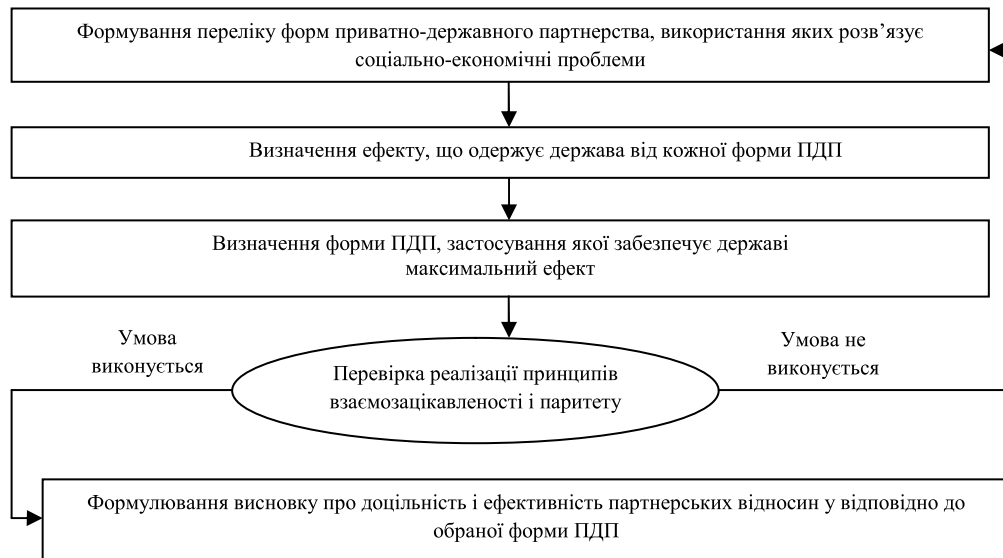 Формування переліку форм приватно-державного партнерства, використання яких розв’язує
соціально-економічні проблеми
Визначення ефекту, що одержує держава від кожної форми ПДП
Визначення форми ПДП, застосування якої забезпечує державі
максимальний ефект
Умова
виконується
Умова не
виконується
Перевірка реалізації принципів
взаємозацікавленості і паритету
Формулювання висновку про доцільність і ефективність партнерських відносин у відповідно до
обраної форми ПДП